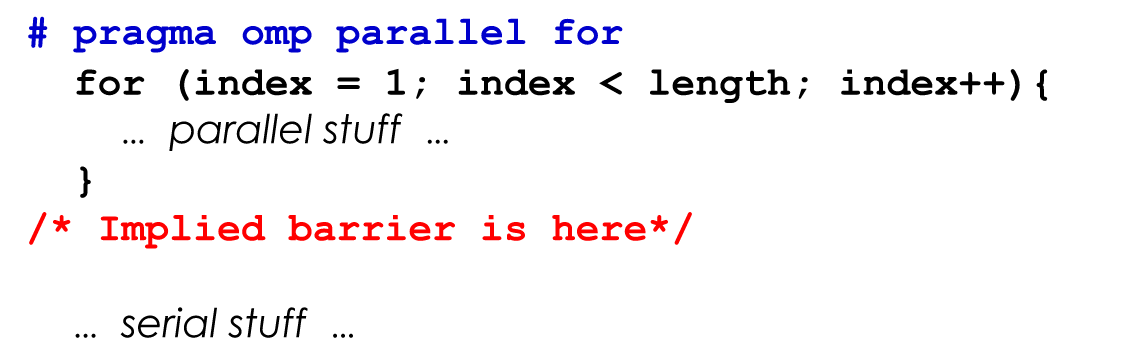 # pragma omp parallel for
for (index = 1; index < length; index++){
… parallel stuff …
}
/* Implied barrier is here*/
… serial stuff …